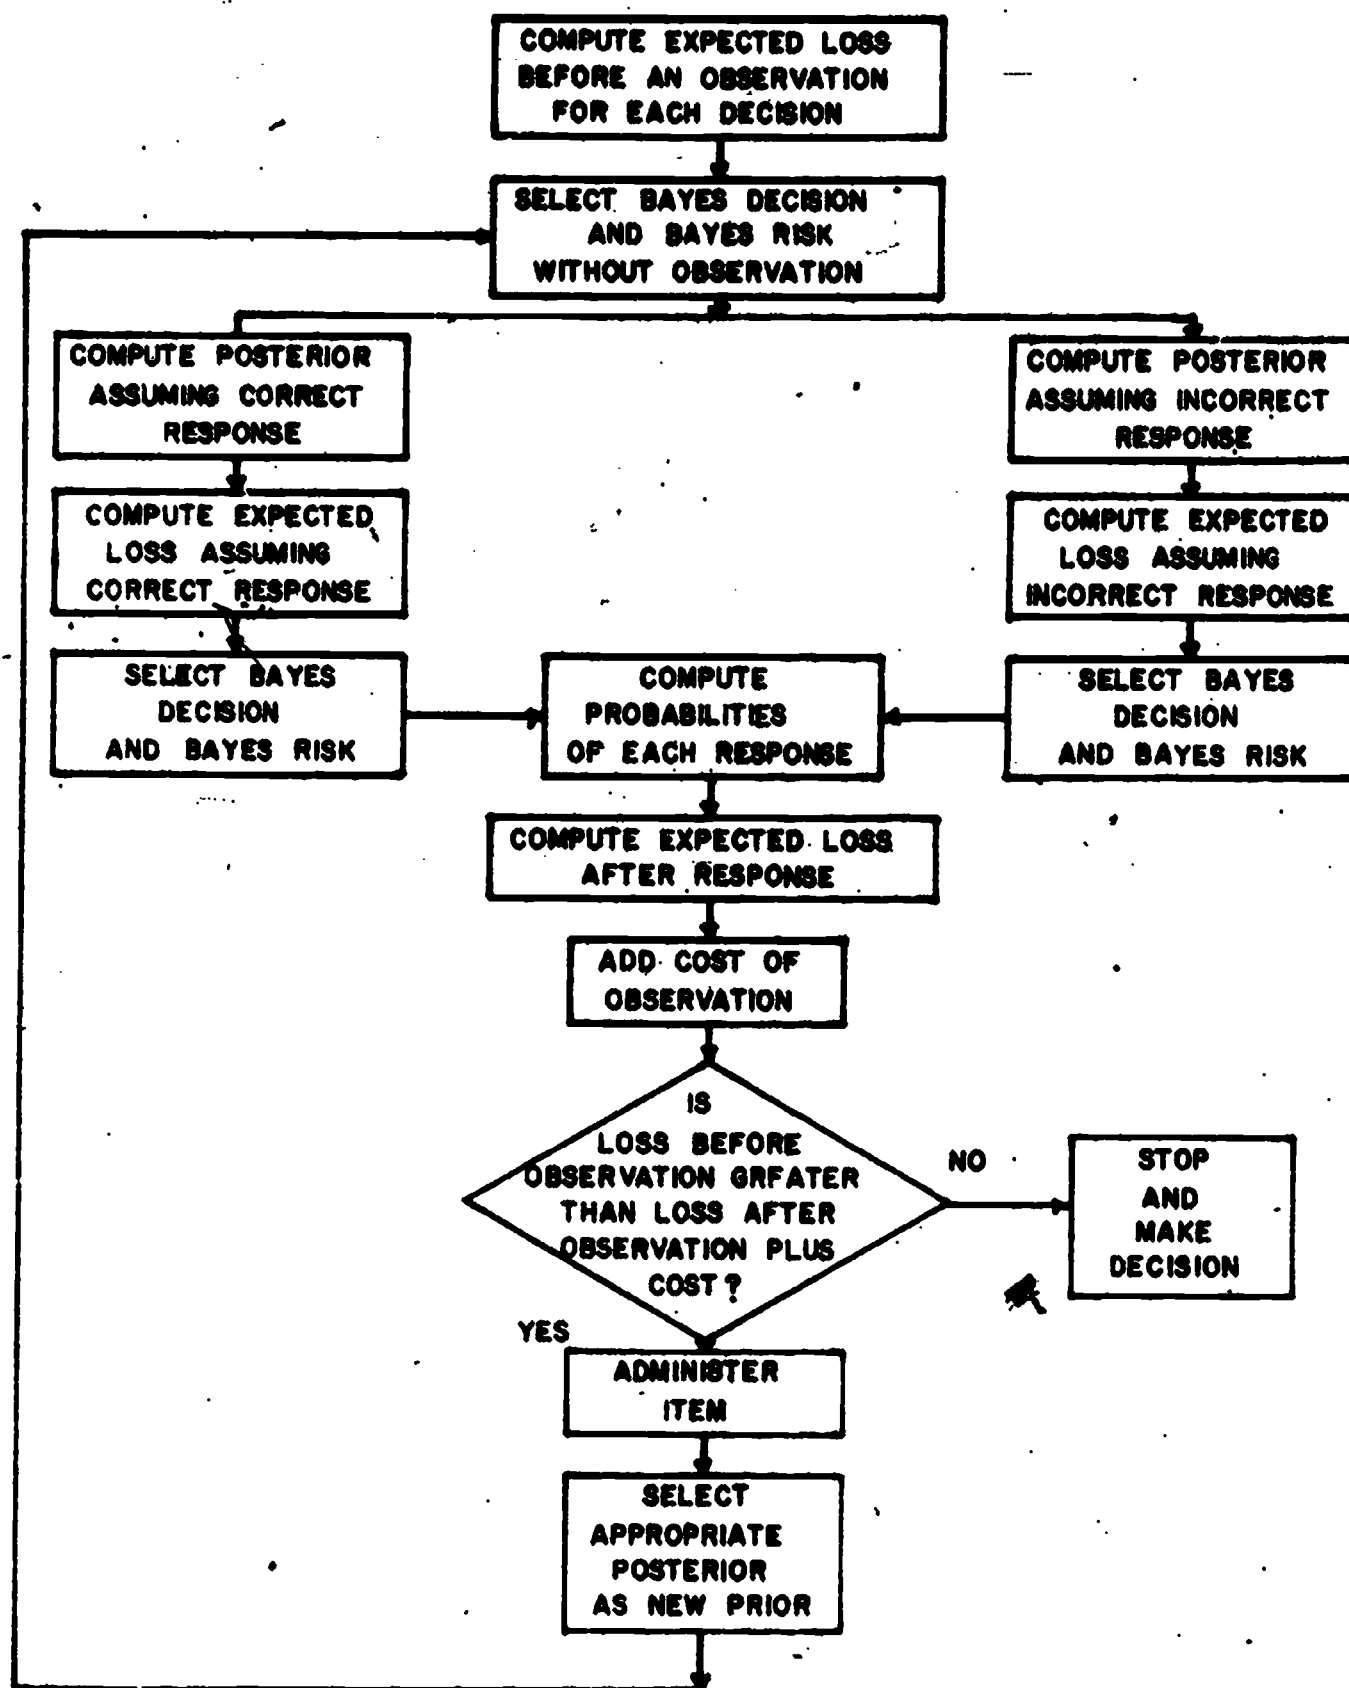 COMPUTE EXPECTED LOSS
BEFORE AN OBSERVATION
FOR EACH DECISION
SELECT BAYES DECISION
AND BAYES RISK
WITHOUT OBSERVATION
COMPUTE POSTERIOR
ASSUMING CORRECT
RESPONSE
COMPUTE EXPECTED
LOSS ASSUMING
CORRECT RESPONSE
SELECT BAYES
DECISION
AND BAYES RISK
COMPUTE POSTERIOR
ASSUMING INCORRECT
RESPONSE
COMPUTE EXPECTED
LOSS ASSUMING
INCORRECT RESPONSE
SELECT BAYES
DECISION
AND BAYES RISK
COMPUTE
PROBABILITIES
OF EACH RESPONSE
COMPUTE EXPECTED LOSS
AFTER RESPONSE
ADD COST OF
OBSERVATION
IS
LOSS BEFORE
OBSERVATION GRFATER
THAN LOSS AFTER
OBSERVATION PLUS
COST?
NO
STOP
AND
MAKE
DECISION
YES
ADMINISTER
ITEM
SELECT
APPROPRIATE
POSTERIOR
AS NEW PRIOR